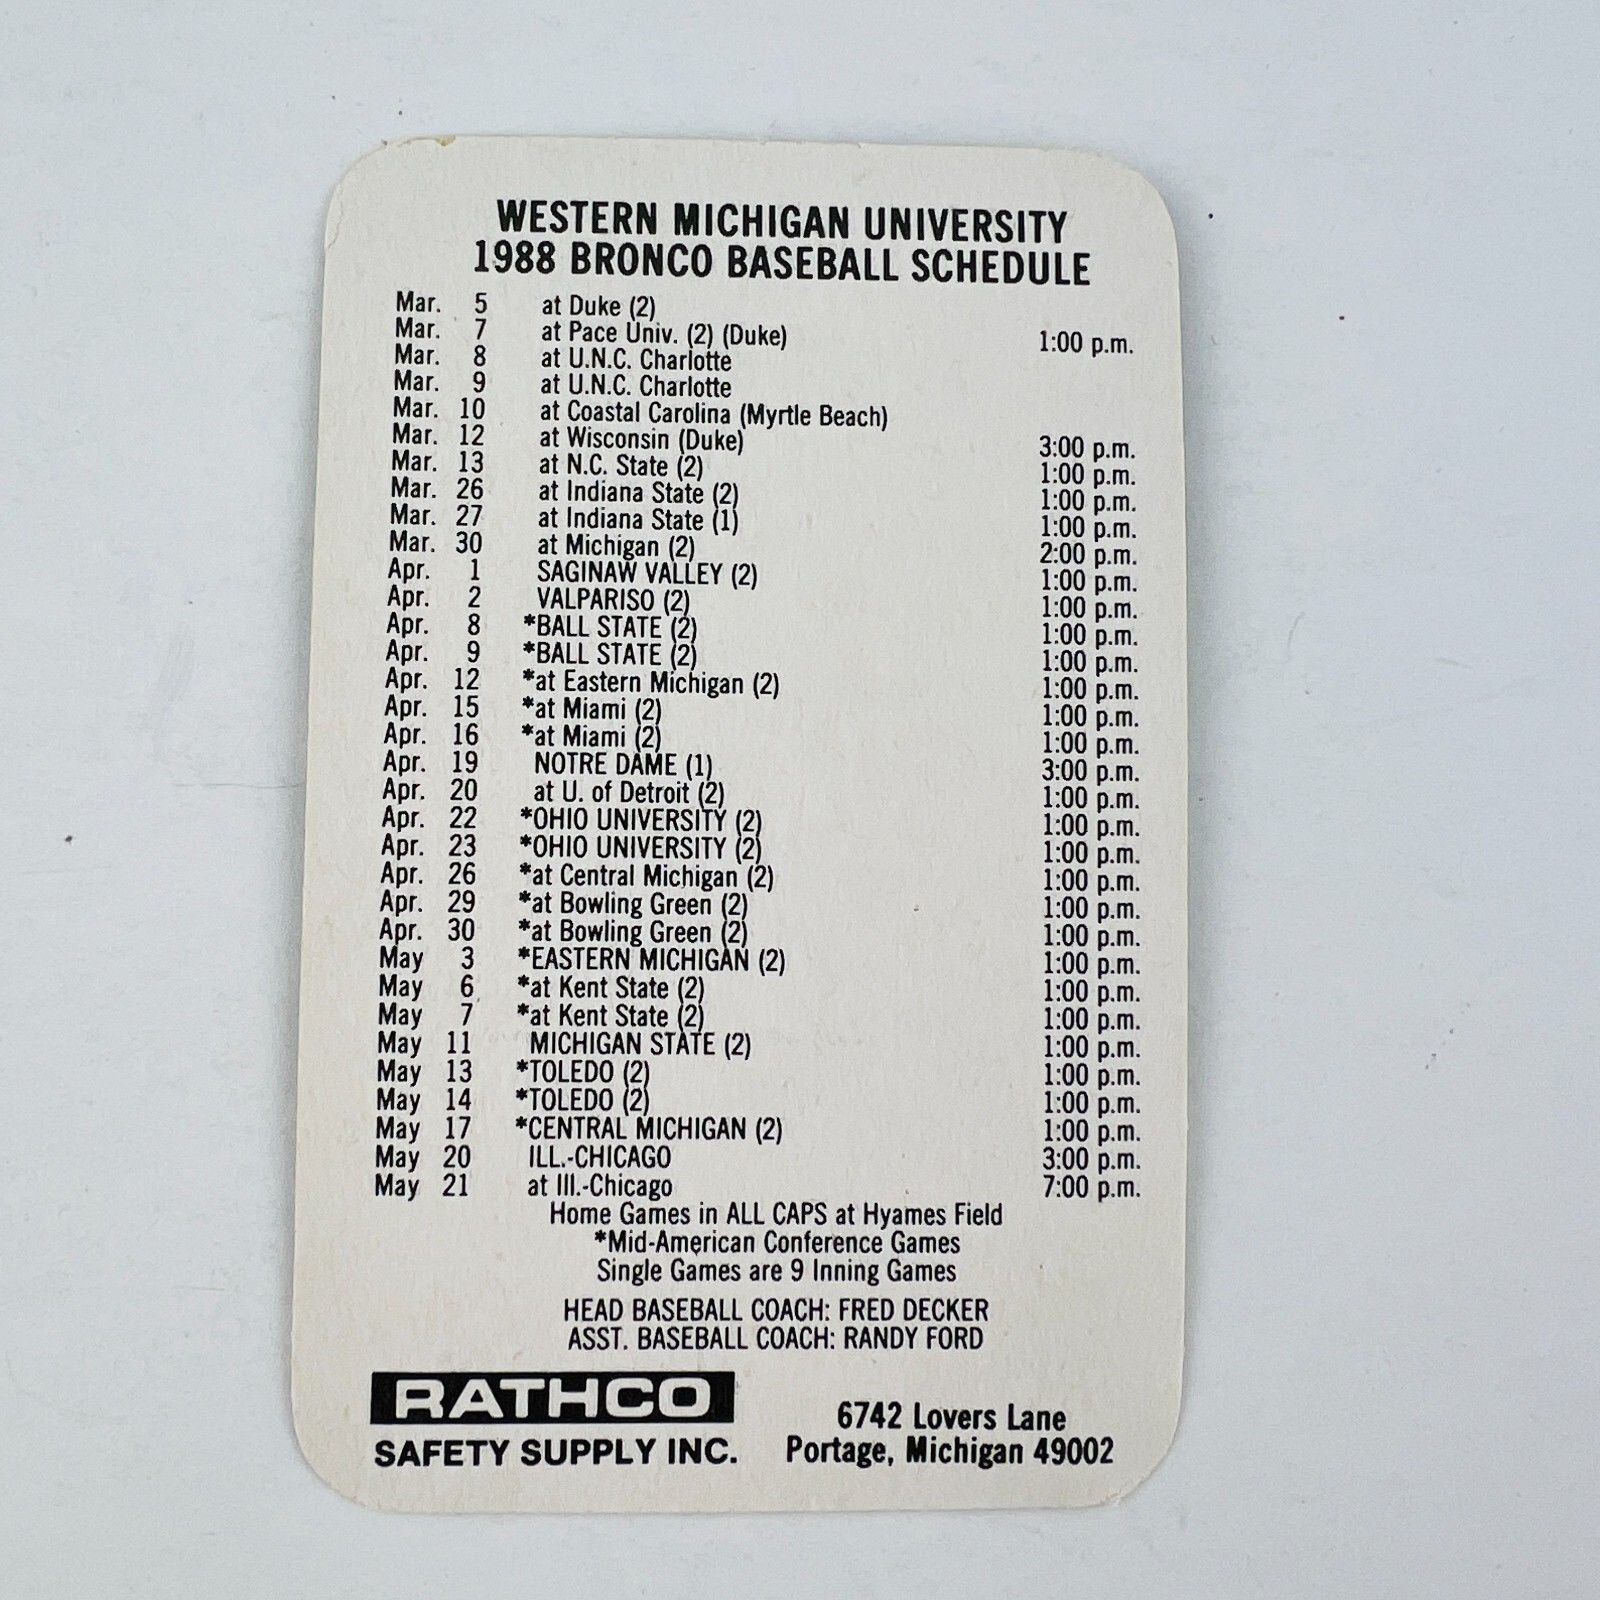 WESTERN MICHIGAN UNIVERSITY
1988 BRONCO BASEBALL SCHEDULE
Mar. 5 at Duke (2)
Mar. 7 at Pace Univ. (2) (Duke) 1:00 p.m.
Mar. 8 at U.N.C. Charlotte
Mar. 9 at U.N.C. Charlotte
Mar. 10 at Coastal Carolina (Myrtle Beach)
Mar. 12 at Wisconsin (Duke) 3:00 p.m.
Mar. 13 at N.C. State (2) 1:00 p.m.
Mar. 26 at Indiana State (2) 1:00 p.m.
Mar. 27 at Indiana State (1) 1:00 p.m.
Mar. 30 at Michigan (2) 2:00 p.m.
Apr. 1 SAGINAW VALLEY (2) 1:00 p.m.
Apr. 2 VALPARISO (2) 1:00 p.m.
Apr. 8 *BALL STATE (2) 1:00 p.m.
Apr. 9 *BALL STATE (2) 1:00 p.m.
Apr. 12 *at Eastern Michigan (2) 1:00 p.m.
Apr. 15 *at Miami (2) 1:00 p.m.
Apr. 16 *at Miami (2) 1:00 p.m.
Apr. 19 NOTRE DAME (1) 3:00 p.m.
Apr. 20 at U. of Detroit (2) 1:00 p.m.
Apr. 22 *OHIO UNIVERSITY (2) 1:00 p.m.
Apr. 23 *OHIO UNIVERSITY (2) 1:00 p.m.
Apr. 26 *at Central Michigan (2) 1:00 p.m.
Apr. 29 *at Bowling Green (2) 1:00 p.m.
Apr. 30 *at Bowling Green (2) 1:00 p.m.
May 3 *EASTERN MICHIGAN (2) 1:00 p.m.
May 6 *at Kent State (2) 1:00 p.m.
May 7 *at Kent State (2) 1:00 p.m.
May 11 MICHIGAN STATE (2) 1:00 p.m.
May 13 *TOLEDO (2) 1:00 p.m.
May 14 *TOLEDO (2) 1:00 p.m.
May 17 *CENTRAL MICHIGAN (2) 1:00 p.m.
May 20 ILL.-CHICAGO 3:00 p.m.
May 21 at Ill.-Chicago 7:00 p.m.
Home Games in ALL CAPS at Hyames Field
*Mid-American Conference Games
Single Games are 9 Inning Games
HEAD BASEBALL COACH: FRED DECKER
ASST. BASEBALL COACH: RANDY FORD
RATHCO
SAFETY SUPPLY INC.
6742 Lovers Lane
Portage, Michigan 49002